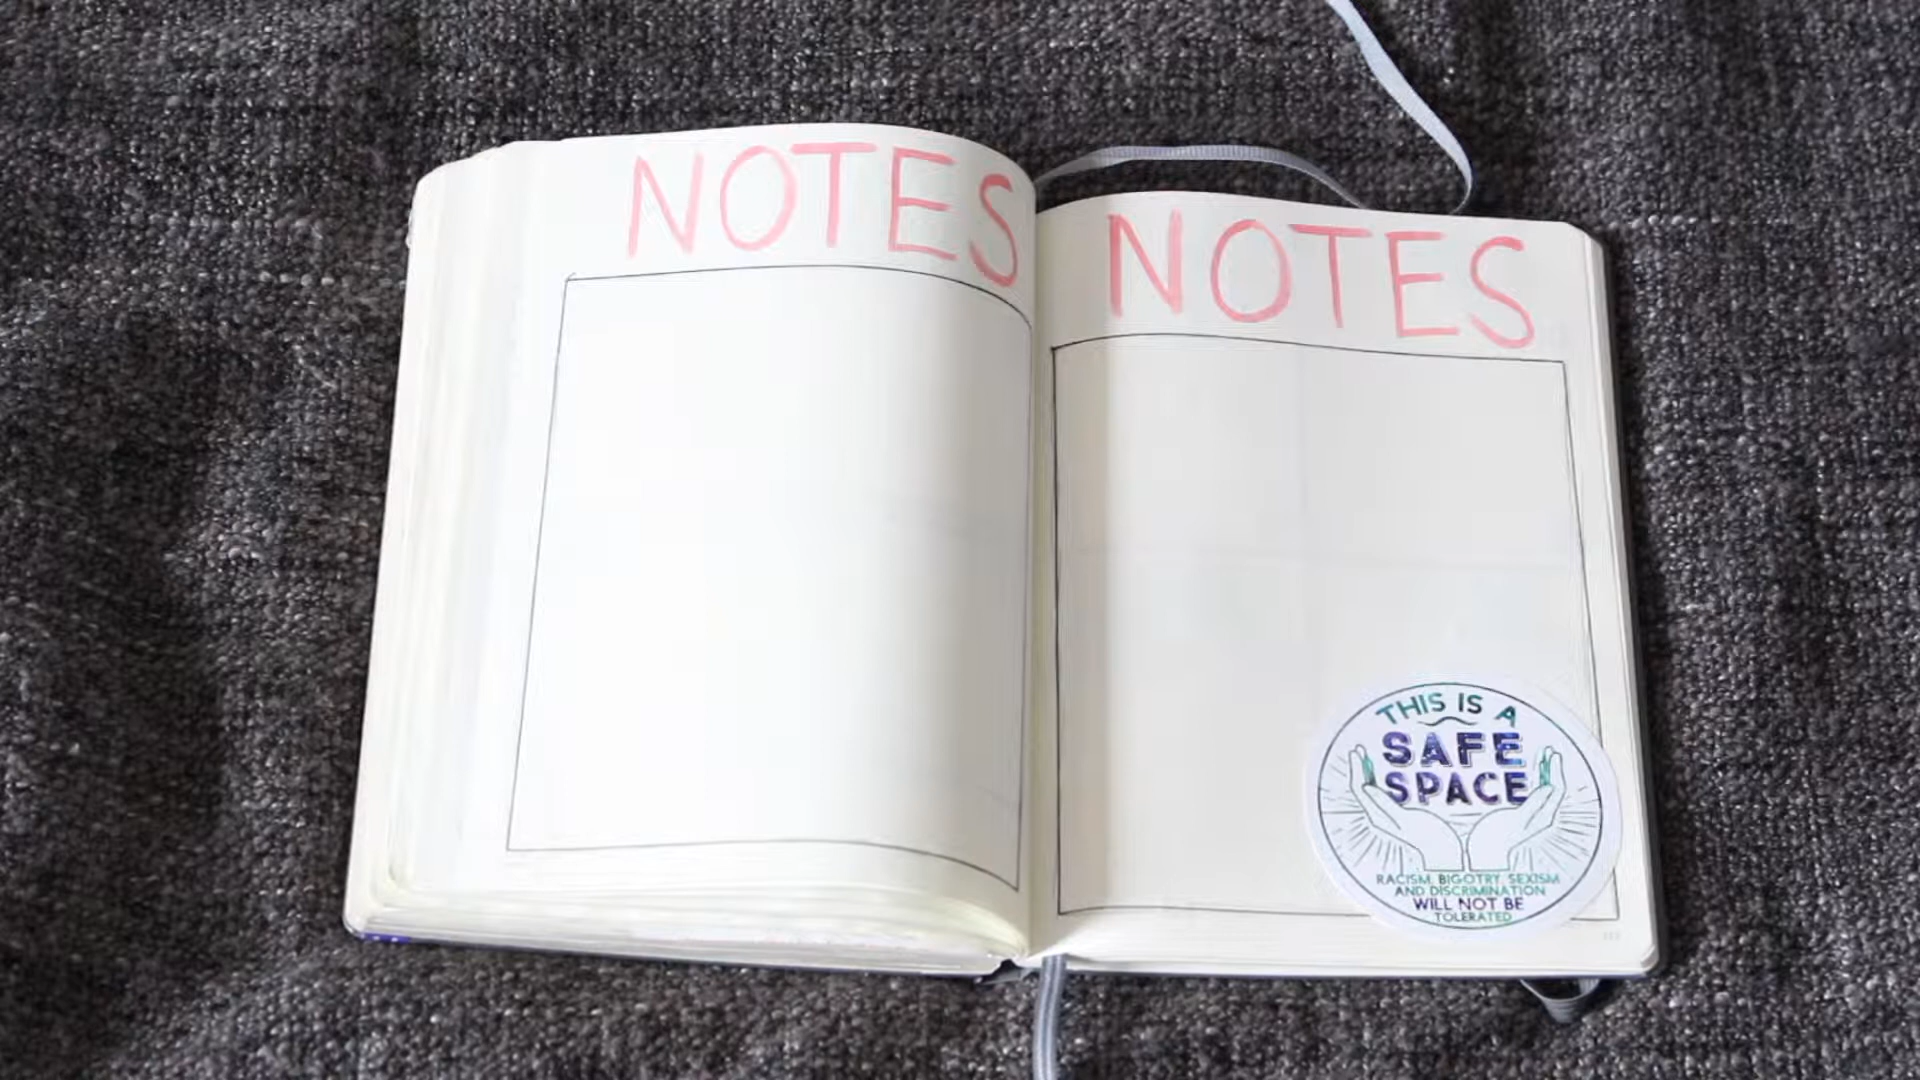 NOTES
NOTES
THIS IS A
SAFE
SPACE
RACISM, BIGOTRY, SEXISM
AND DISCRIMINATION
WILL NOT BE
TOLERATED